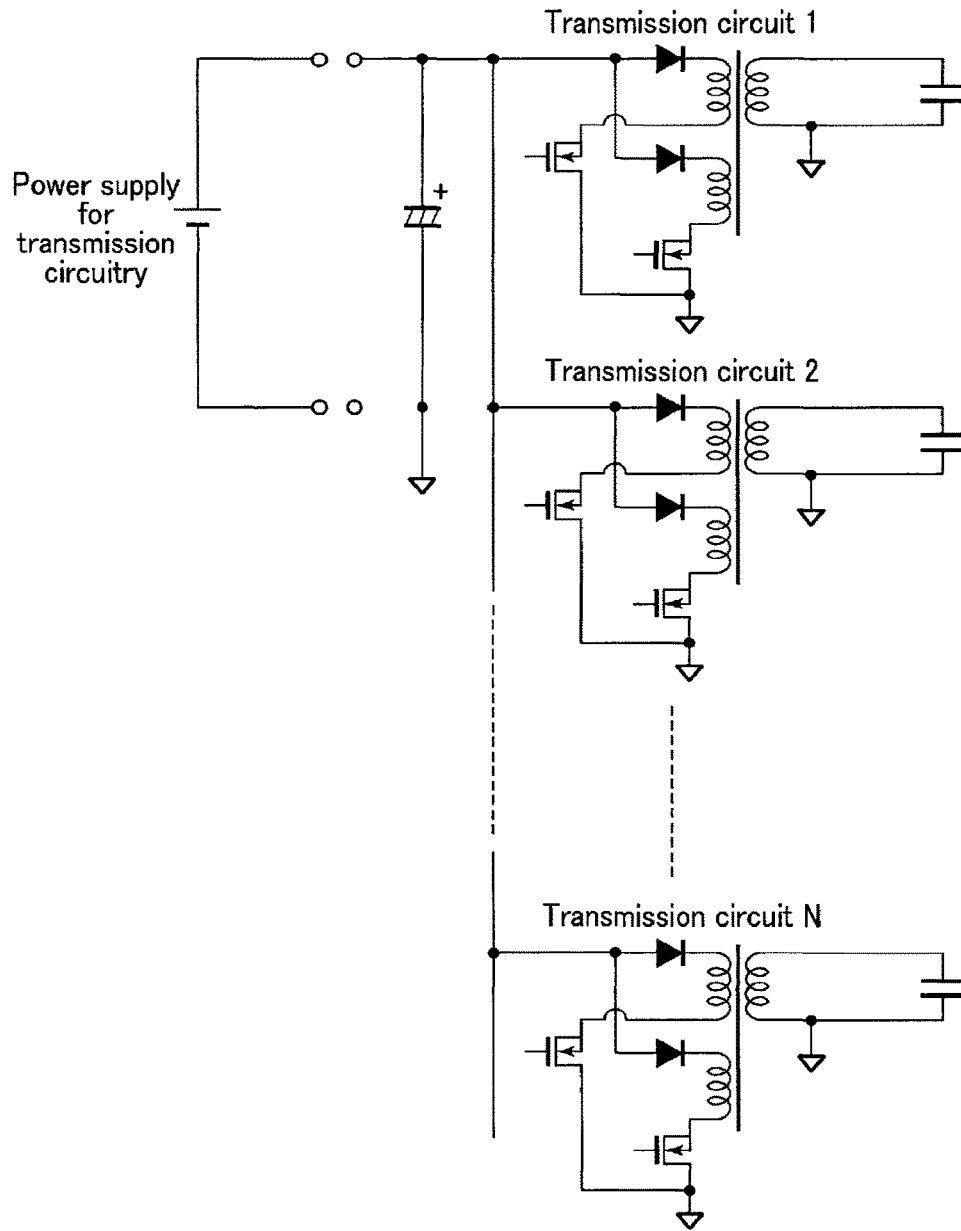 Transmission circuit 1
Power supply
for
transmission
circuitry
+
Transmission circuit 2
Transmission circuit N